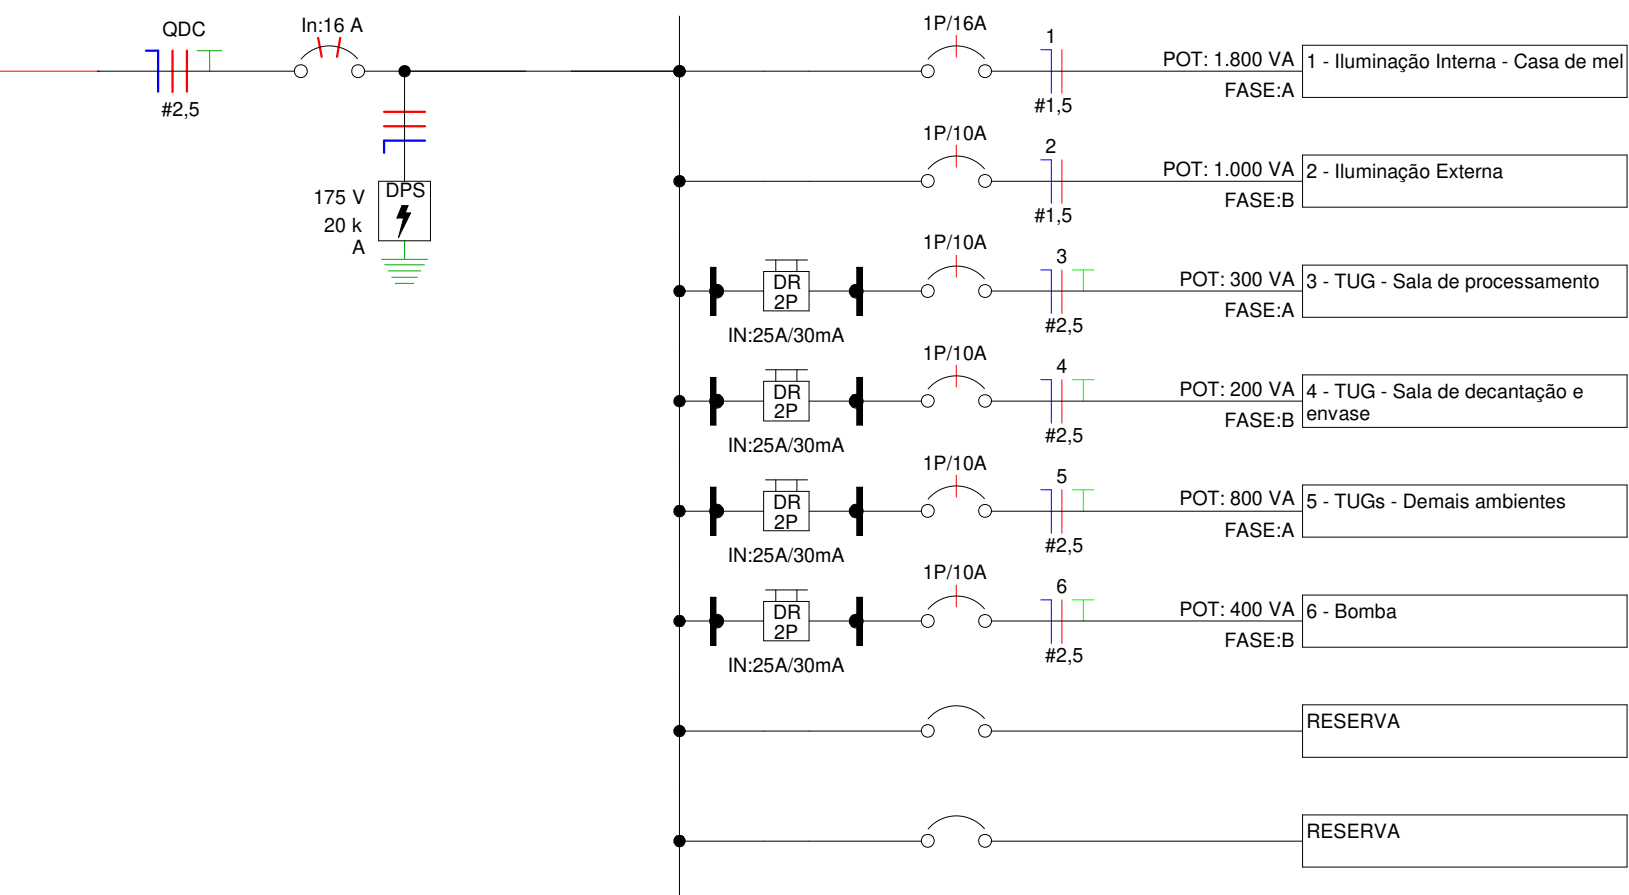 QDC
#2,5
In:16 A
175 V
20 k
A
DPS
1P/16A
1
#1,5
POT: 1.800 VA
FASE:A
1 - Iluminação Interna - Casa de mel
1P/10A
2
#1,5
POT: 1.000 VA
FASE:B
2 - Iluminação Externa
DR
2P
IN:25A/30mA
1P/10A
3
#2,5
POT: 300 VA
FASE:A
3 - TUG - Sala de processamento
DR
2P
IN:25A/30mA
1P/10A
4
#2,5
POT: 200 VA
FASE:B
4 - TUG - Sala de decantação e
envase
DR
2P
IN:25A/30mA
1P/10A
5
#2,5
POT: 800 VA
FASE:A
5 - TUGs - Demais ambientes
DR
2P
IN:25A/30mA
1P/10A
6
#2,5
POT: 400 VA
FASE:B
6 - Bomba
RESERVA
RESERVA